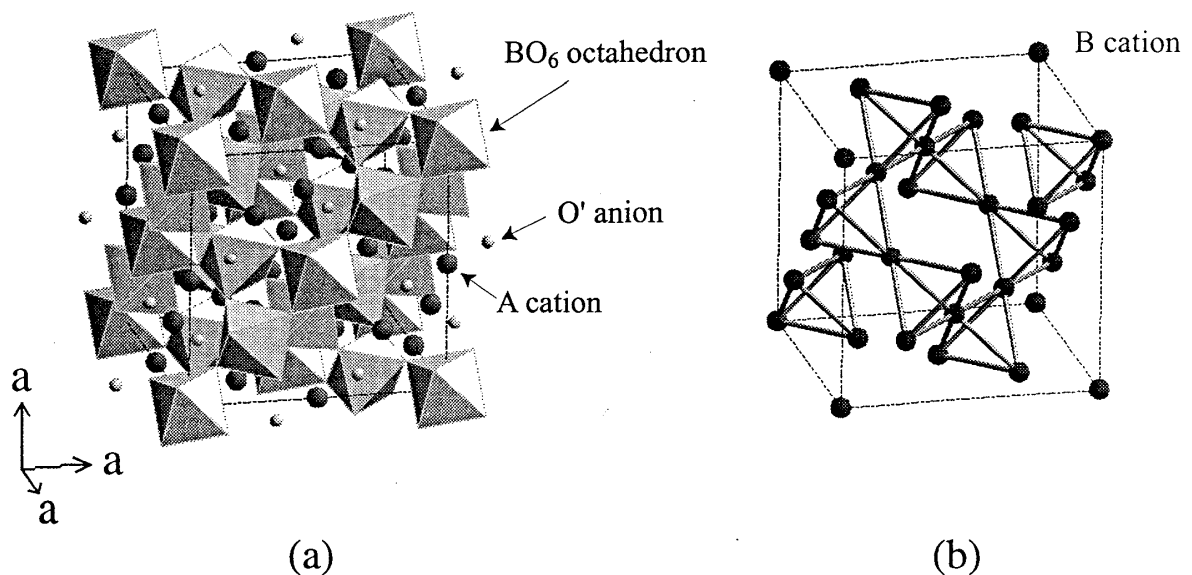 BO₆ octahedron
B cation
O' anion
A cation
a
a
a
(a)
(b)